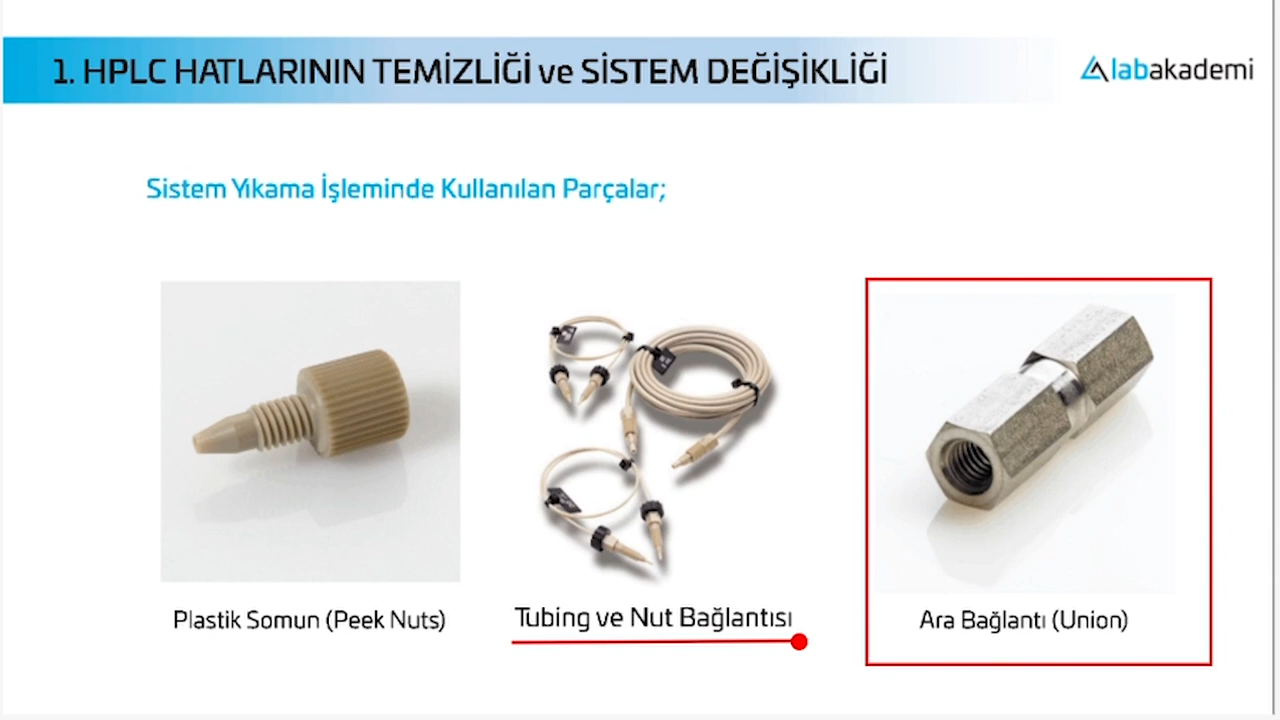 1. HPLC HATLARININ TEMİZLİĞİ ve SİSTEM DEĞİŞİKLİĞİ
labakademi
Sistem Yıkama İşleminde Kullanılan Parçalar;
Plastik Somun (Peek Nuts)
Tubing ve Nut Bağlantısı
Ara Bağlantı (Union)